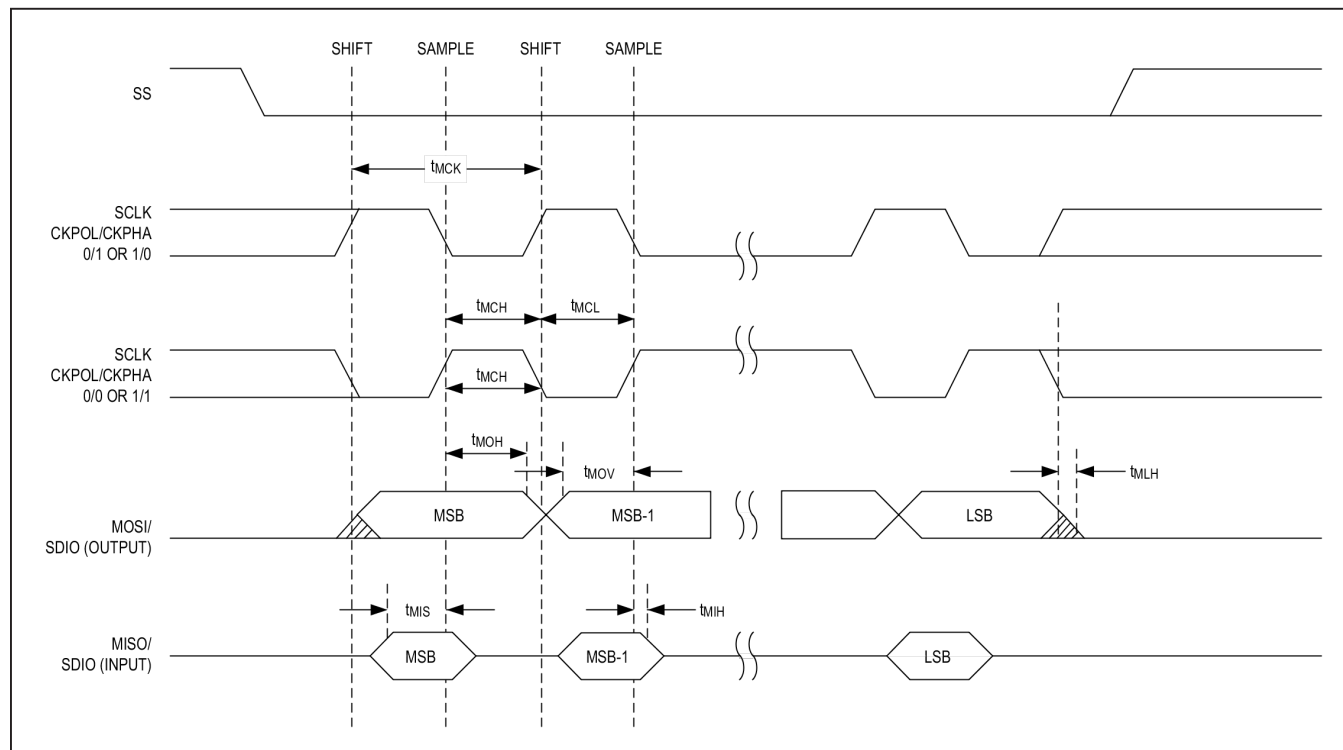 SHIFT SAMPLE SHIFT SAMPLE
SS
tMCK
SCLK
CKPOL/CKPHA
0/1 OR 1/0
tMCH tMCL
SCLK
CKPOL/CKPHA
0/0 OR 1/1
tMCH
tMOH
tMOV
tMLH
MOSI/
SDIO (OUTPUT)
MSB MSB-1 LSB
tMIS
tMIH
MISO/
SDIO (INPUT)
MSB MSB-1 LSB